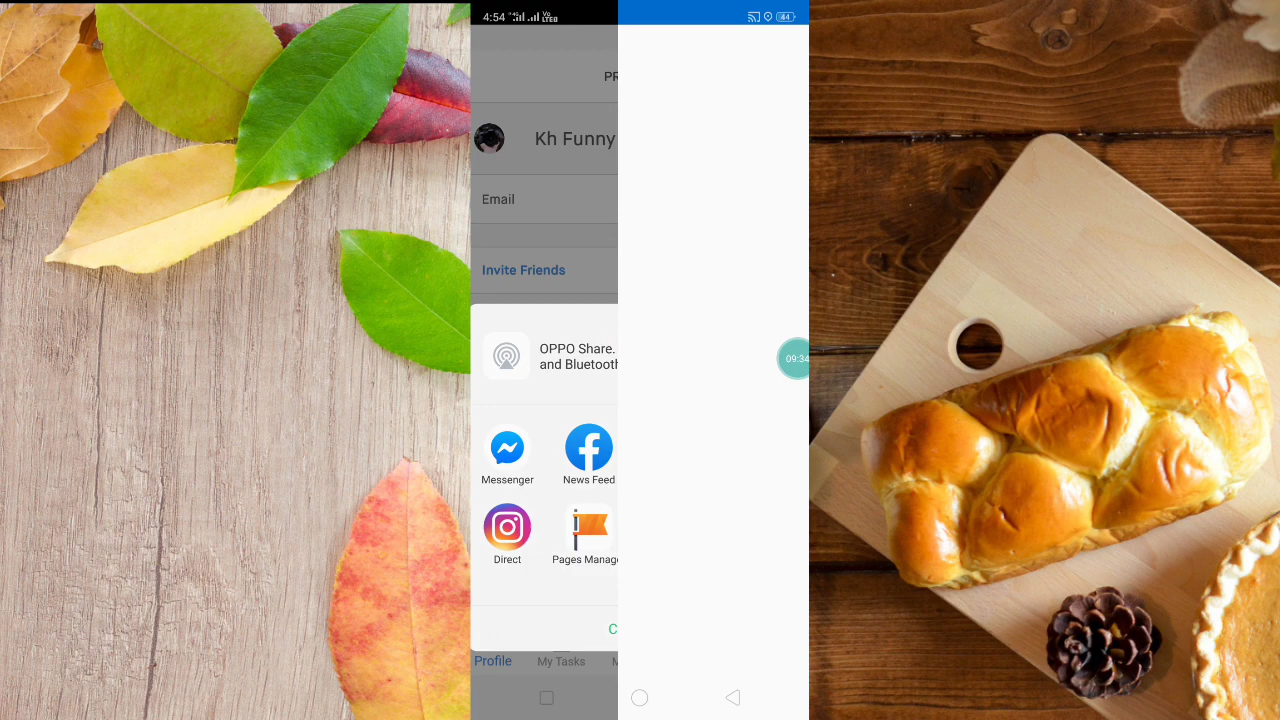 4:54
44
PR
Kh Funny
Email
Invite Friends
OPPO Share.
and Bluetooth
09:34
Messenger
News Feed
Direct
Pages Manag
C
Profile
My Tasks